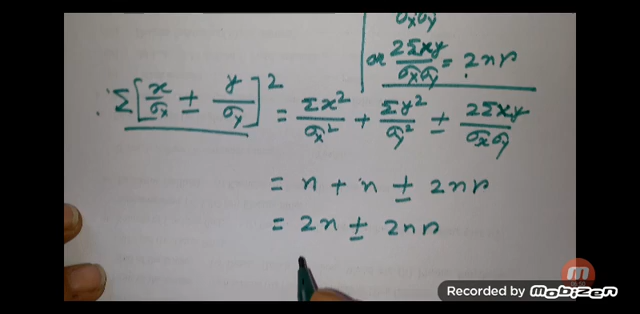 σxσy
or 2Σxy/σxσy = 2nr
∴ Σ[x/σx ± y/σy]² = Σx²/σx² + Σy²/σy² ± 2Σxy/σxσy
= n + n ± 2nr
= 2n ± 2nr
Recorded by Mobizen